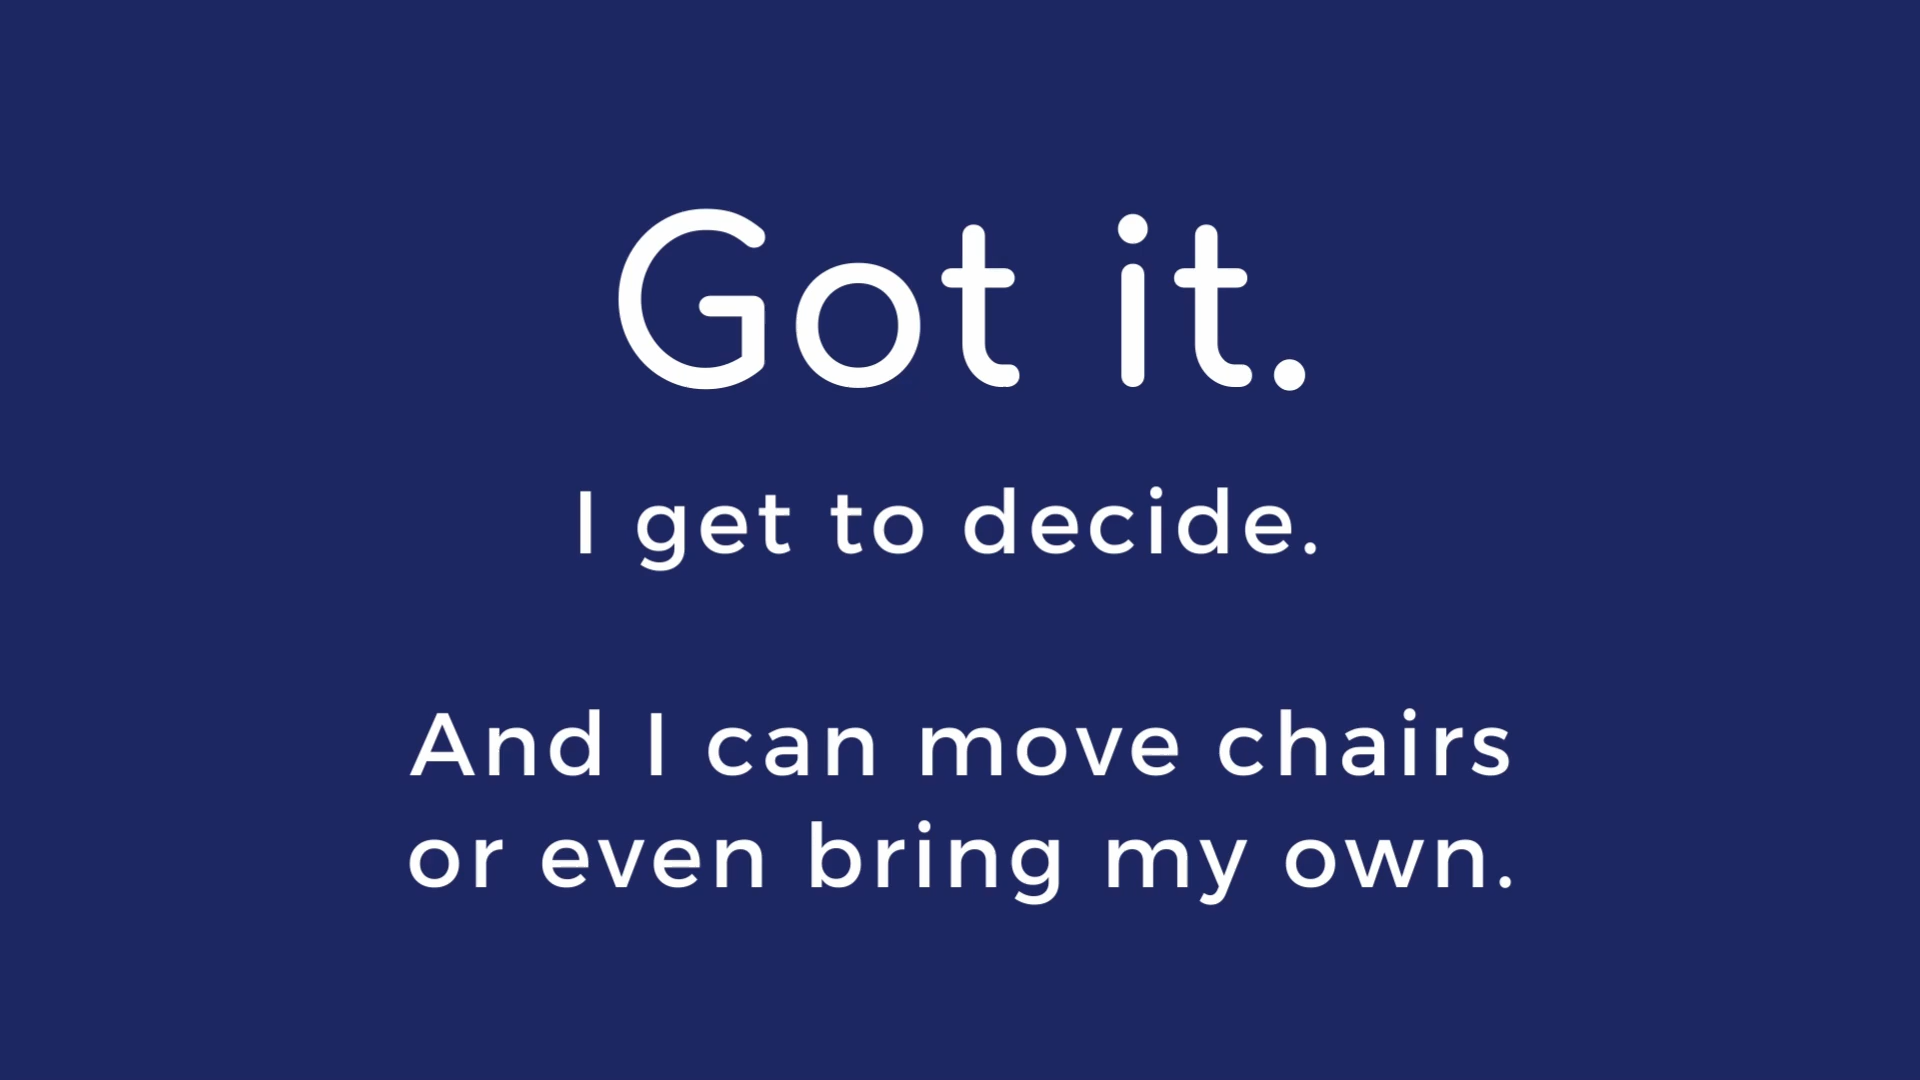 Got it.
I get to decide.
And I can move chairs
or even bring my own.